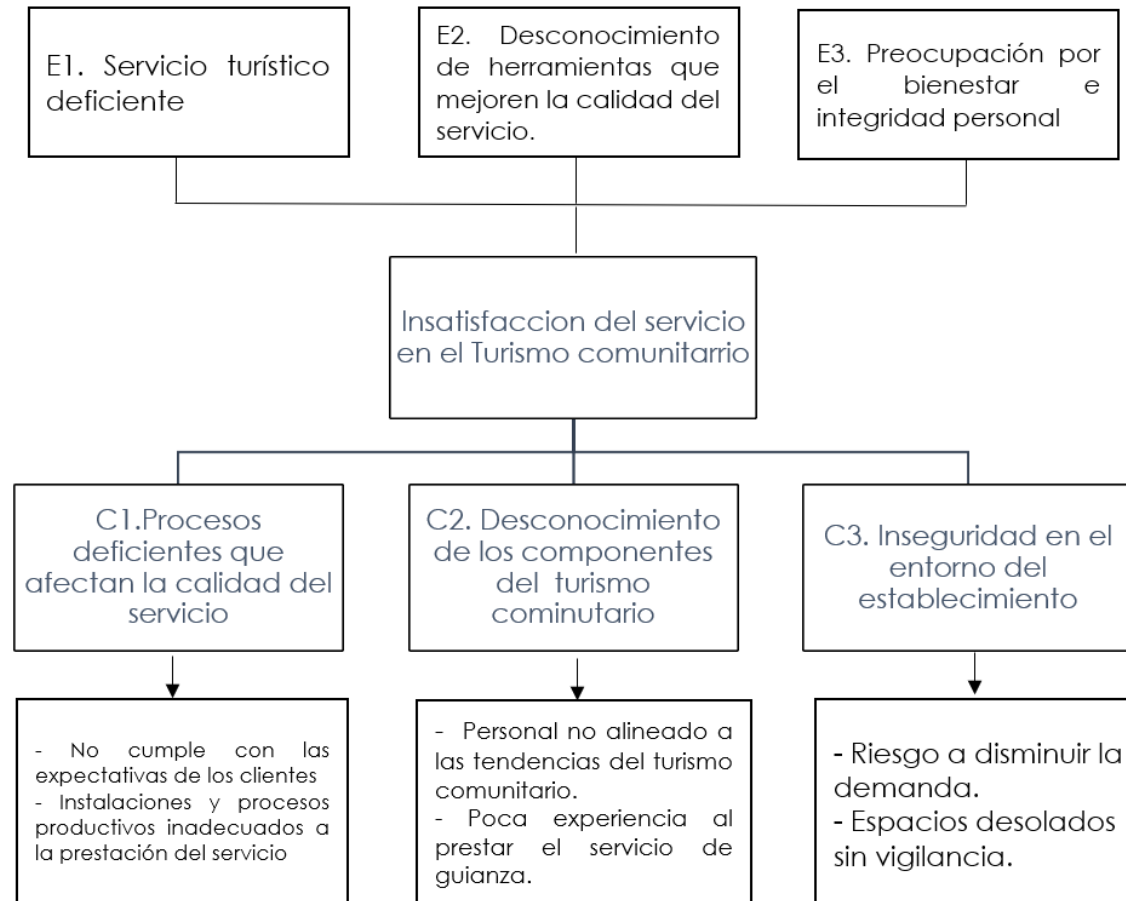 E1. Servicio turístico
deficiente
E2. Desconocimiento
de herramientas que
mejoren la calidad del
servicio.
E3. Preocupación por
el bienestar e
integridad personal
Insatisfaccion del servicio
en el Turismo comunitarrio
C1.Procesos
deficientes que
afectan la calidad del
servicio
C2. Desconocimiento
de los componentes
del turismo
cominutario
C3. Inseguridad en el
entorno del
establecimiento
- No cumple con las
expectativas de los clientes
- Instalaciones y procesos
productivos inadecuados a
la prestación del servicio
- Personal no alineado a
las tendencias del turismo
comunitario.
- Poca experiencia al
prestar el servicio de
guianza.
- Riesgo a disminuir la
demanda.
- Espacios desolados
sin vigilancia.